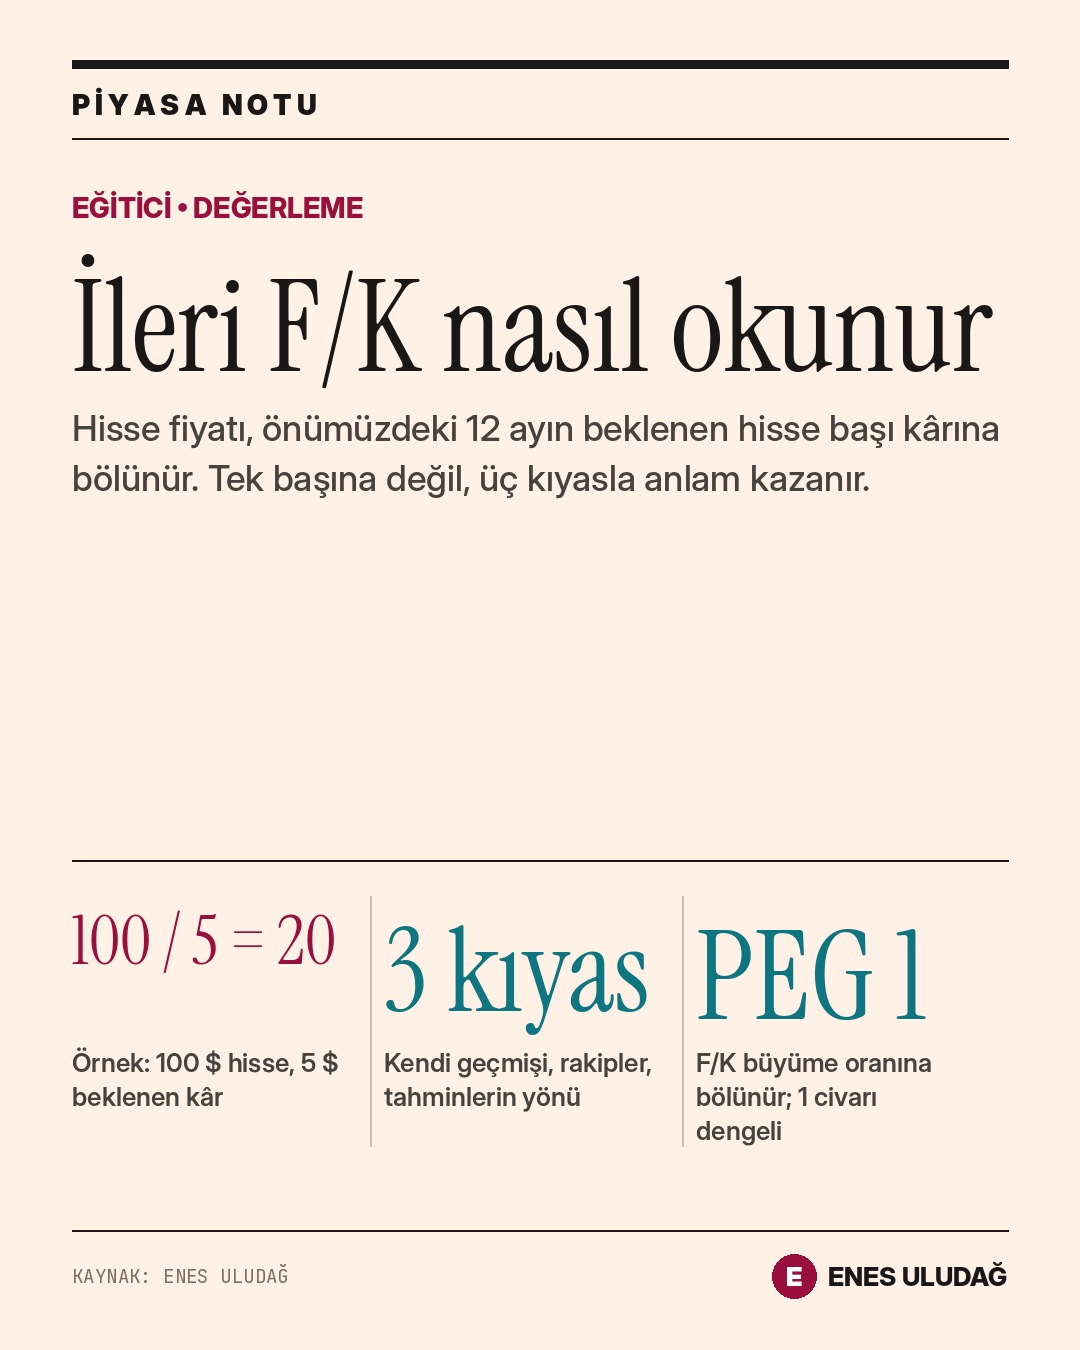 PİYASA NOTU
EĞİTİCİ • DEĞERLEME
İleri F/K nasıl okunur
Hisse fiyatı, önümüzdeki 12 ayın beklenen hisse başı kârına
bölünür. Tek başına değil, üç kıyasla anlam kazanır.
100 / 5 = 20
Örnek: 100 $ hisse, 5 $
beklenen kâr
3 kıyas
Kendi geçmişi, rakipler,
tahminlerin yönü
PEG 1
F/K büyüme oranına
bölünür; 1 civarı
dengeli
KAYNAK: ENES ULUDAĞ
E ENES ULUDAĞ